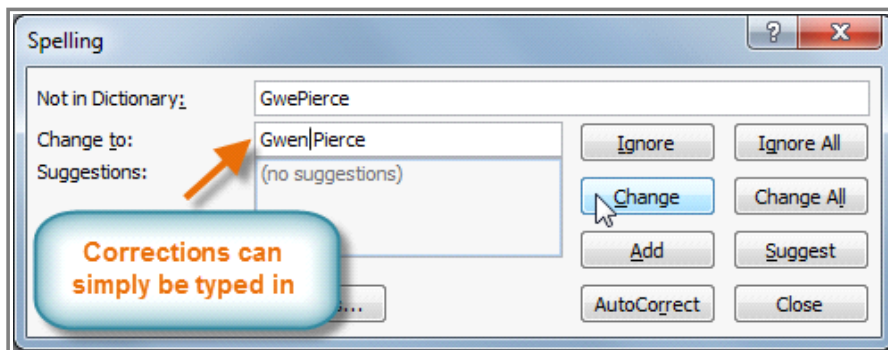 Spelling
Not in Dictionary:
GwePierce
Change to:
Gwen Pierce
Ignore
Ignore All
Suggestions:
(no suggestions)
Change
Change All
Corrections can
simply be typed in
Add
Suggest
...
AutoCorrect
Close